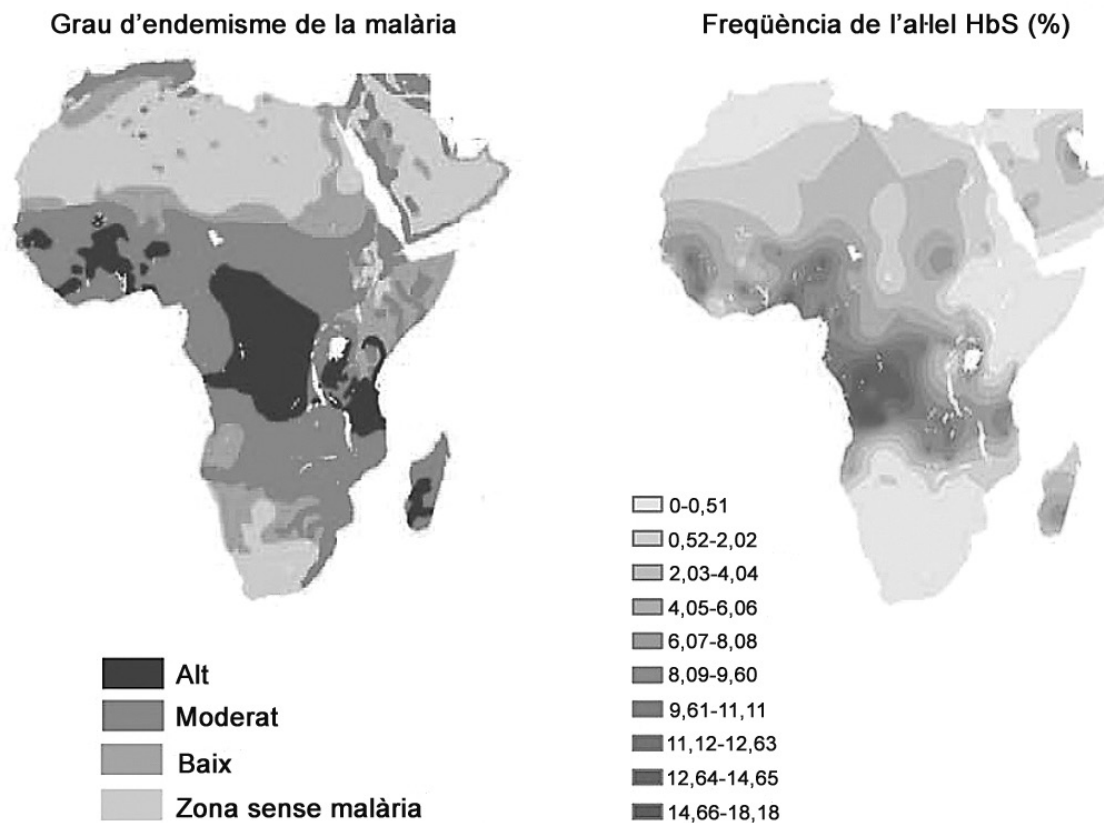 Grau d'endemisme de la malària
Alt
Moderat
Baix
Zona sense malària
Freqüència de l'al·lel HbS (%)
0-0,51
0,52-2,02
2,03-4,04
4,05-6,06
6,07-8,08
8,09-9,60
9,61-11,11
11,12-12,63
12,64-14,65
14,66-18,18